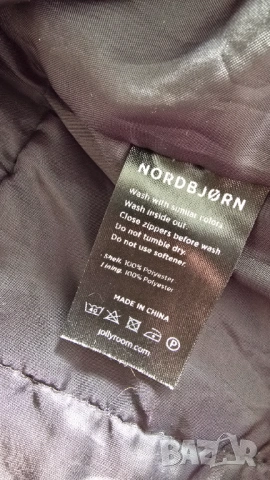 NORDBJØRN
Wash with similar colors
Wash inside out
Close zippers before wash
Do not tumble dry.
Do not use softener.
Shell: 100% Polyester
Lining: 100% Polyester
MADE IN CHINA
P
jollyroom.com
BAZAR